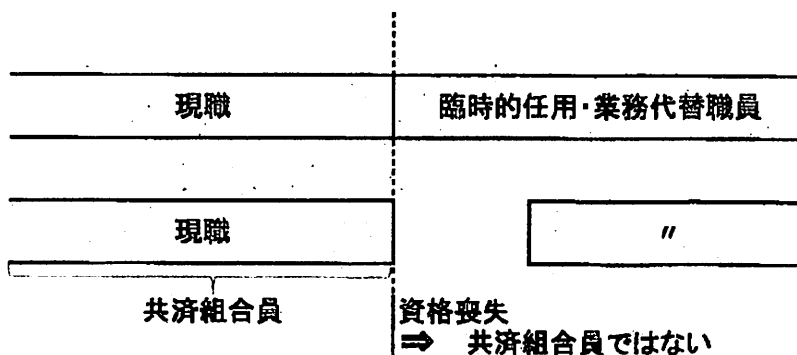 現職
臨時的任用・業務代替職員
現職
〃
共済組合員
資格喪失
⇒ 共済組合員ではない